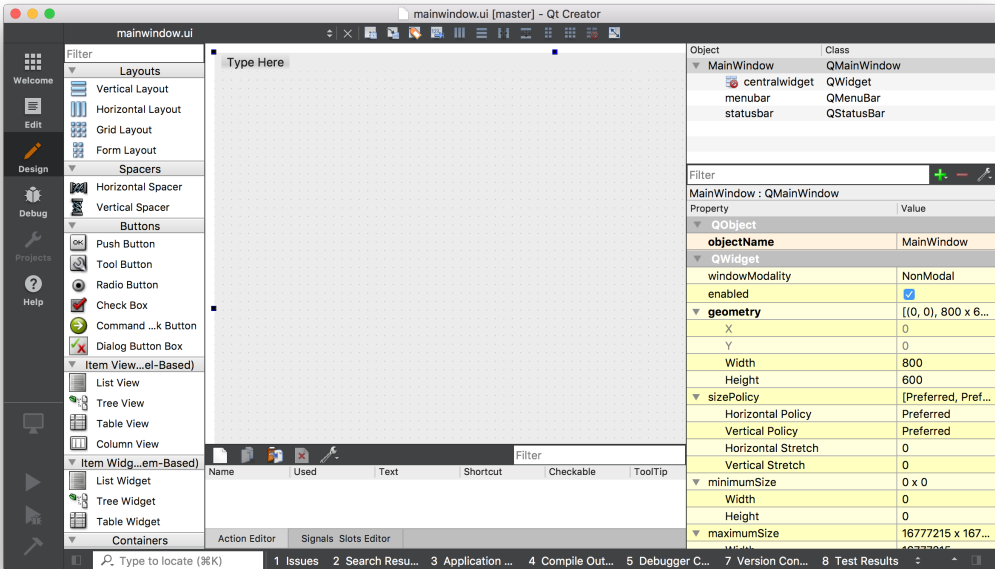 mainwindow.ui [master] - Qt Creator
mainwindow.ui
Welcome
Edit
Design
Debug
Projects
Help
Filter
Layouts
Vertical Layout
Horizontal Layout
Grid Layout
Form Layout
Spacers
Horizontal Spacer
Vertical Spacer
Buttons
OK
Push Button
Tool Button
Radio Button
Check Box
Command ...k Button
Dialog Button Box
Item View...el-Based)
List View
Tree View
Table View
Column View
Item Widg...em-Based)
List Widget
Tree Widget
Table Widget
Containers
Type Here
Filter
Name Used Text Shortcut Checkable ToolTip
Action Editor Signals Slots Editor
Object Class
MainWindow QMainWindow
centralwidget QWidget
menubar QMenuBar
statusbar QStatusBar
Filter
MainWindow : QMainWindow
Property Value
QObject
objectName MainWindow
QWidget
windowModality NonModal
enabled
geometry [(0, 0), 800 x 6...
X 0
Y 0
Width 800
Height 600
sizePolicy [Preferred, Pref...
Horizontal Policy Preferred
Vertical Policy Preferred
Horizontal Stretch 0
Vertical Stretch 0
minimumSize 0 x 0
Width 0
Height 0
maximumSize 16777215 x 167...
Width 16777215
Type to locate (⌘K) 1 Issues 2 Search Resu... 3 Application ... 4 Compile Out... 5 Debugger C... 7 Version Con... 8 Test Results